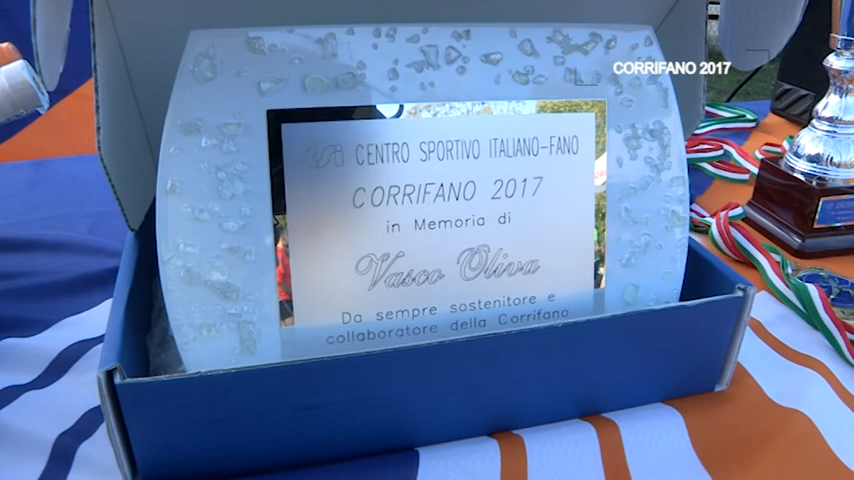 CORRIFANO 2017
CSI CENTRO SPORTIVO ITALIANO-FANO
CORRIFANO 2017
in Memoria di
Vasco Oliva
Da sempre sostenitore e
collaboratore della Corrifano